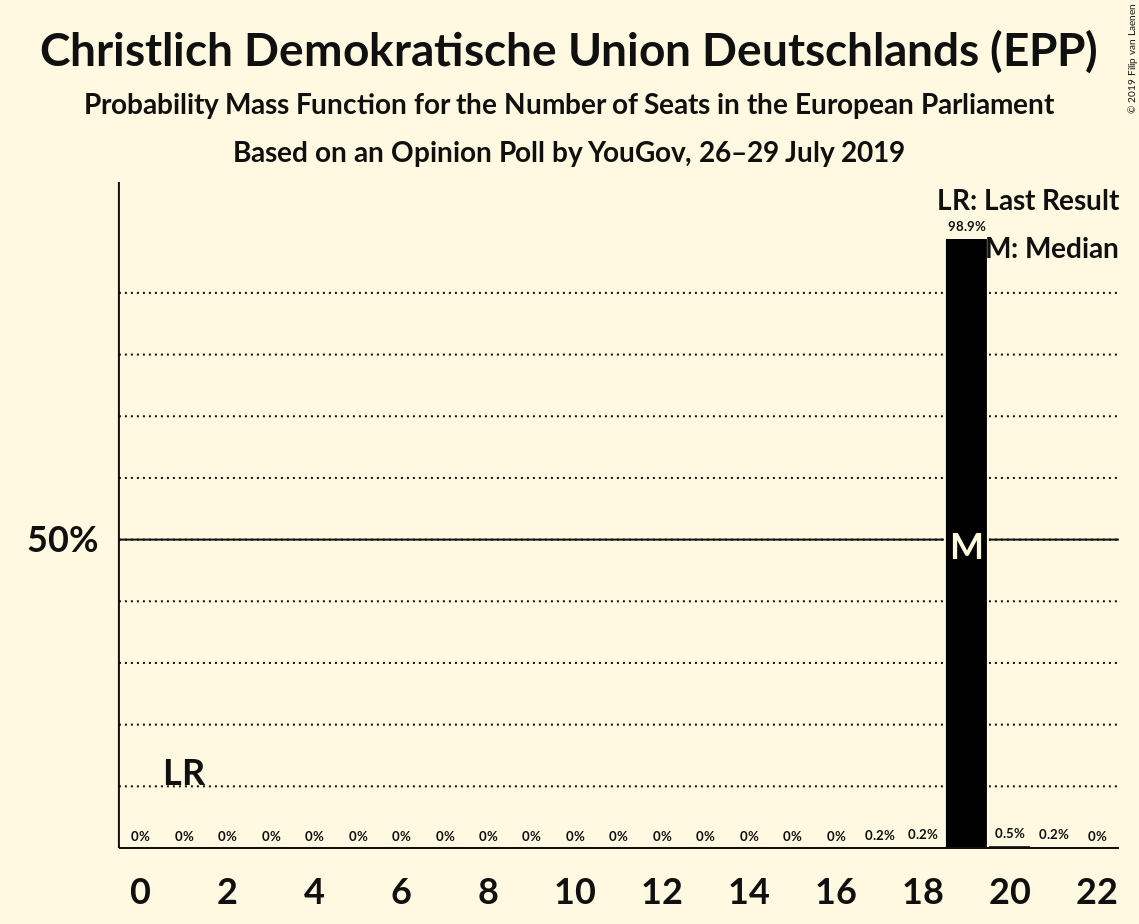 Christlich Demokratische Union Deutschlands (EPP)
Probability Mass Function for the Number of Seats in the European Parliament
Based on an Opinion Poll by YouGov, 26–29 July 2019
© 2019 Filip van Laenen
LR: Last Result
98.9%
M: Median
50%
M
LR
0% 0% 0% 0% 0% 0% 0% 0% 0% 0% 0% 0% 0% 0% 0% 0% 0% 0.2% 0.2% 0.5% 0.2% 0%
0 2 4 6 8 10 12 14 16 18 20 22